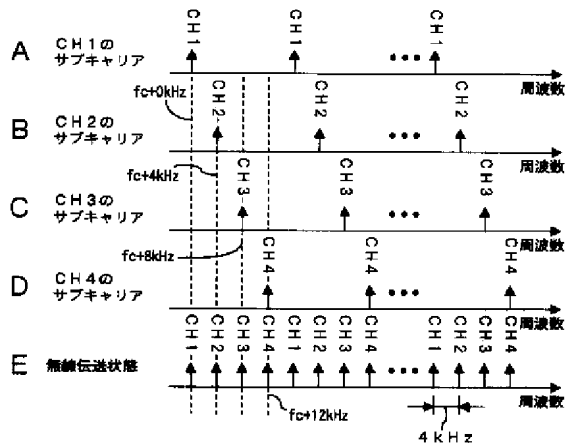 CH1 CH1 CH1
A CH1の
サブキャリア
周波数
fc+0kHz
CH2 CH2 CH2
B CH2の
サブキャリア
周波数
fc+4kHz
CH3 CH3 CH3
C CH3の
サブキャリア
周波数
fc+8kHz
CH4 CH4 CH4
D CH4の
サブキャリア
周波数
CH1 CH2 CH3 CH4 CH1 CH2 CH3 CH4 CH1 CH2 CH3 CH4
E 無線伝送状態
周波数
fc+12kHz
4kHz